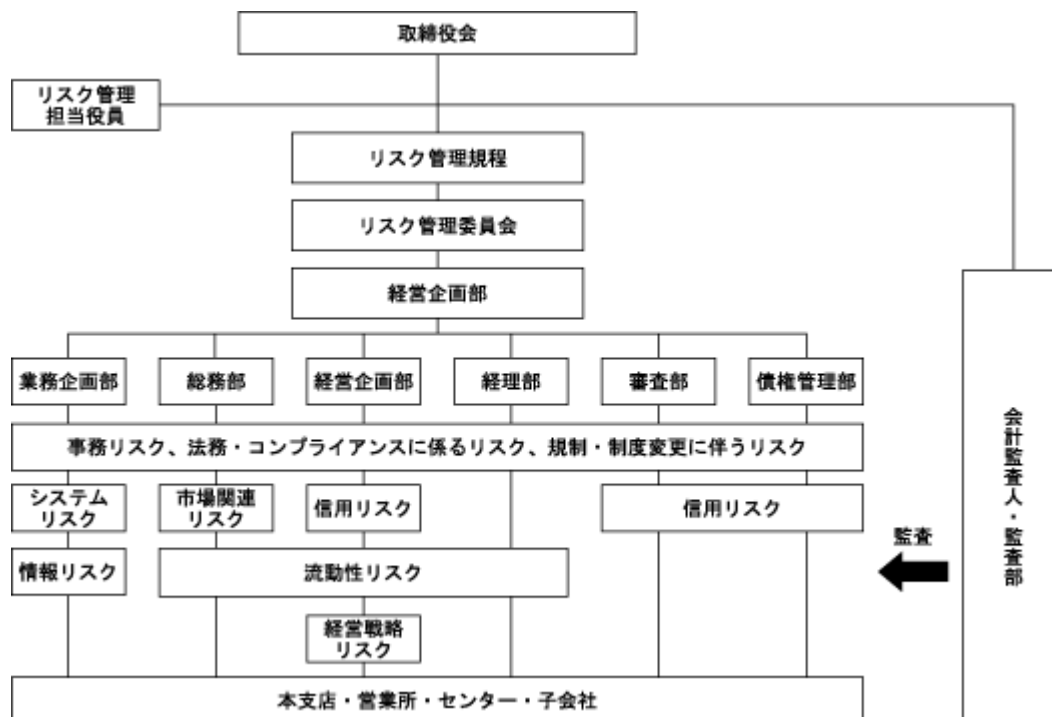 取締役会
リスク管理
担当役員
リスク管理規程
リスク管理委員会
経営企画部
業務企画部
総務部
経営企画部
経理部
審査部
債権管理部
事務リスク、法務・コンプライアンスに係るリスク、規制・制度変更に伴うリスク
システム
リスク
市場関連
リスク
信用リスク
信用リスク
情報リスク
流動性リスク
経営戦略
リスク
本支店・営業所・センター・子会社
監査
会計監査人・監査部